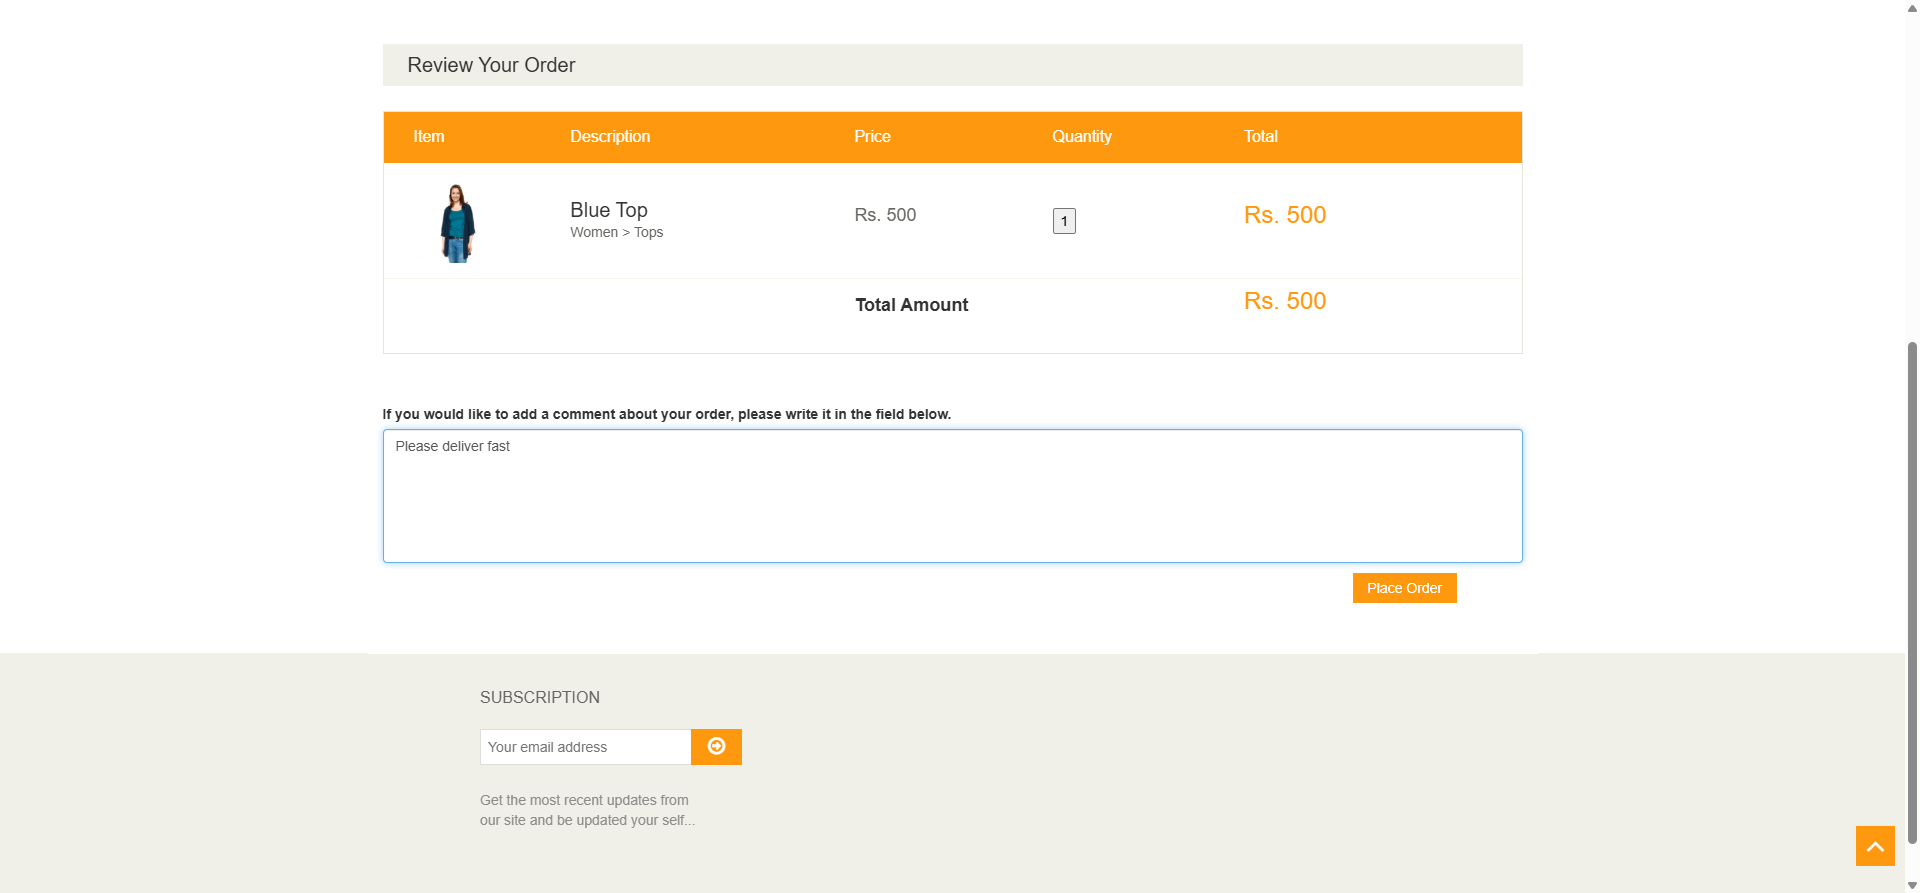 Review Your Order
Item Description Price Quantity Total
Blue Top Rs. 500 1 Rs. 500
Women > Tops
Total Amount Rs. 500
If you would like to add a comment about your order, please write it in the field below.
Please deliver fast
Place Order
SUBSCRIPTION
Your email address
Get the most recent updates from
our site and be updated your self...